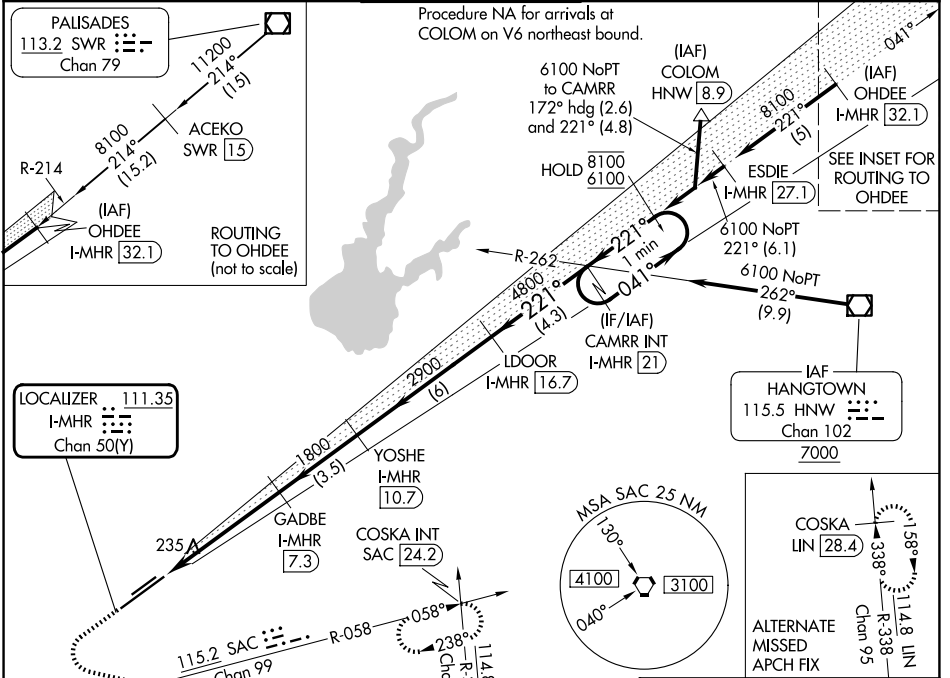 PALISADES
113.2 SWR
Chan 79
11200
214°
(15)
ACEKO
SWR 15
8100
214°
(15.2)
R-214
(IAF)
OHDEE
I-MHR 32.1
ROUTING
TO OHDEE
(not to scale)
Procedure NA for arrivals at
COLOM on V6 northeast bound.
6100 NoPT
to CAMRR
172° hdg (2.6)
and 221° (4.8)
(IAF)
COLOM
HNW 8.9
041°
(IAF)
OHDEE
I-MHR 32.1
8100
221°
(5)
SEE INSET FOR
ROUTING TO
OHDEE
HOLD 8100
6100
ESDIE
I-MHR 27.1
6100 NoPT
221° (6.1)
221°
1 min
041°
R-262
6100 NoPT
262°
(9.9)
4800
221°
(4.3)
(IF/IAF)
CAMRR INT
I-MHR 21
LDOOR
I-MHR 16.7
2900
(6)
IAF
HANGTOWN
115.5 HNW
Chan 102
7000
LOCALIZER 111.35
I-MHR
Chan 50(Y)
1800
(3.5)
YOSHE
I-MHR
10.7
GADBE
I-MHR
7.3
235
COSKA INT
SAC 24.2
115.2 SAC
Chan 99
R-058
058°
238°
114.8
MSA SAC 25 NM
130°
4100
3100
040°
COSKA
LIN 28.4
338°
158°
114.8 LIN
R-338
Chan 95
ALTERNATE
MISSED
APCH FIX